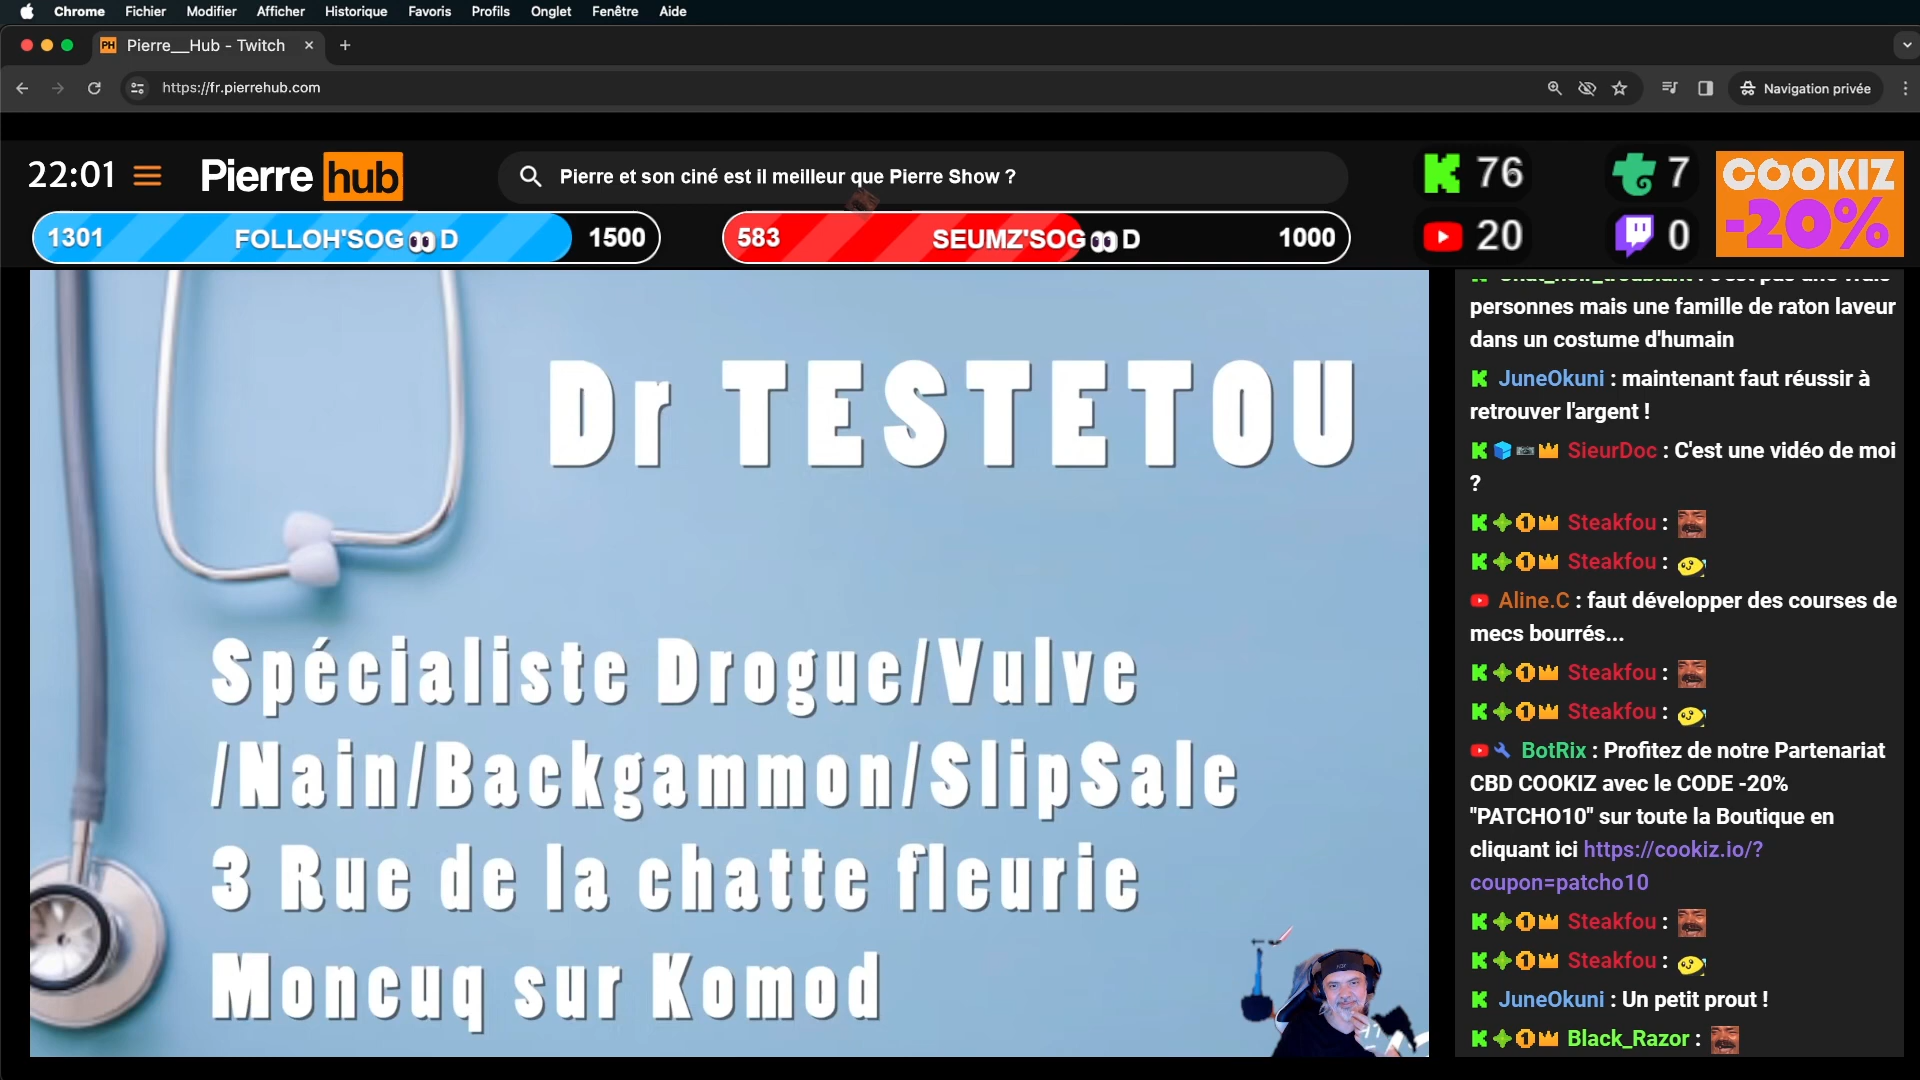 Chrome Fichier Modifier Afficher Historique Favoris Profils Onglet Fenêtre Aide
PH Pierre__Hub - Twitch
https://fr.pierrehub.com
Navigation privée
22:01
Pierre hub
Pierre et son ciné est il meilleur que Pierre Show ?
76
7
COOKIZ
-20%
1301 FOLLOH'SOG👀D 1500
583 SEUMZ'SOG👀D 1000
20
0
Dr TESTETOU
Spécialiste Drogue/Vulve
/Nain/Backgammon/SlipSale
3 Rue de la chatte fleurie
Moncuq sur Komod
personnes mais une famille de raton laveur
dans un costume d'humain
JuneOkuni : maintenant faut réussir à
retrouver l'argent !
SieurDoc : C'est une vidéo de moi
?
Steakfou :
Steakfou :
Aline.C : faut développer des courses de
mecs bourrés...
Steakfou :
Steakfou :
BotRix : Profitez de notre Partenariat
CBD COOKIZ avec le CODE -20%
"PATCHO10" sur toute la Boutique en
cliquant ici https://cookiz.io/?
coupon=patcho10
Steakfou :
Steakfou :
JuneOkuni : Un petit prout !
Black_Razor :